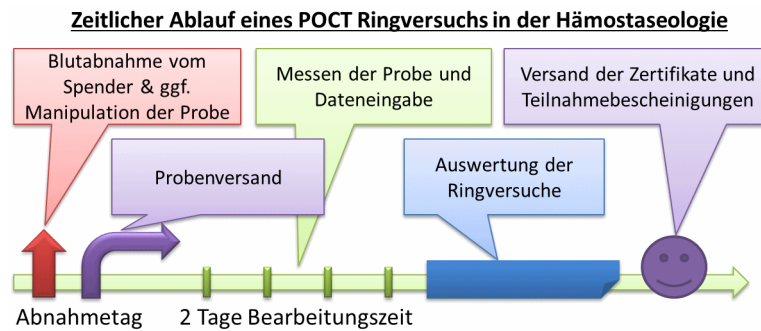 Zeitlicher Ablauf eines POCT Ringversuchs in der Hämostaseologie
Blutabnahme vom
Spender & ggf.
Manipulation der Probe
Messen der Probe und
Dateneingabe
Versand der Zertifikate und
Teilnahmebescheinigungen
Probenversand
Auswertung der
Ringversuche
Abnahmetag
2 Tage Bearbeitungszeit